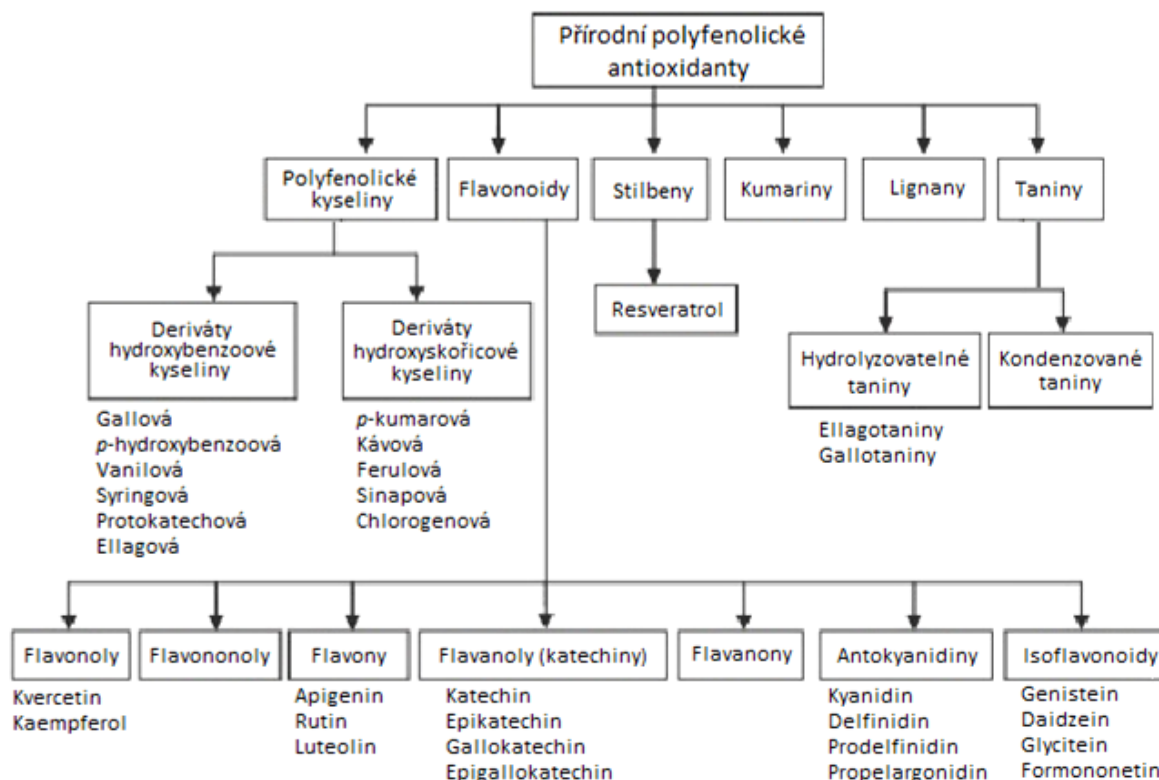 Přírodní polyfenolické
antioxidanty
Polyfenolické
kyseliny
Flavonoidy
Stilbeny
Kumariny
Lignany
Taniny
Resveratrol
Deriváty
hydroxybenzoové
kyseliny
Deriváty
hydroxyskořicové
kyseliny
Hydrolyzovatelné
taniny
Kondenzované
taniny
Gallová
p-hydroxybenzoová
Vanilová
Syringová
Protokatechová
Ellagová
p-kumarová
Kávová
Ferulová
Sinapová
Chlorogenová
Ellagotaniny
Gallotaniny
Flavonoly
Flavononoly
Flavony
Flavanoly (katechiny)
Flavanony
Antokyanidiny
Isoflavonoidy
Kvercetin
Kaempferol
Apigenin
Rutin
Luteolin
Katechin
Epikatechin
Gallokatechin
Epigallokatechin
Kyanidin
Delfinidin
Prodelfinidin
Propelargonidin
Genistein
Daidzein
Glycitein
Formononetin